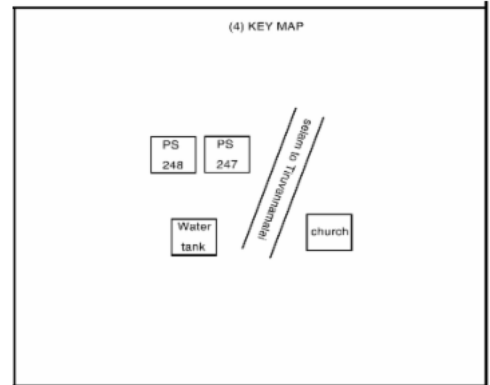 (4) KEY MAP
PS
248
PS
247
selam to Tiruvannamalai
Water
tank
church